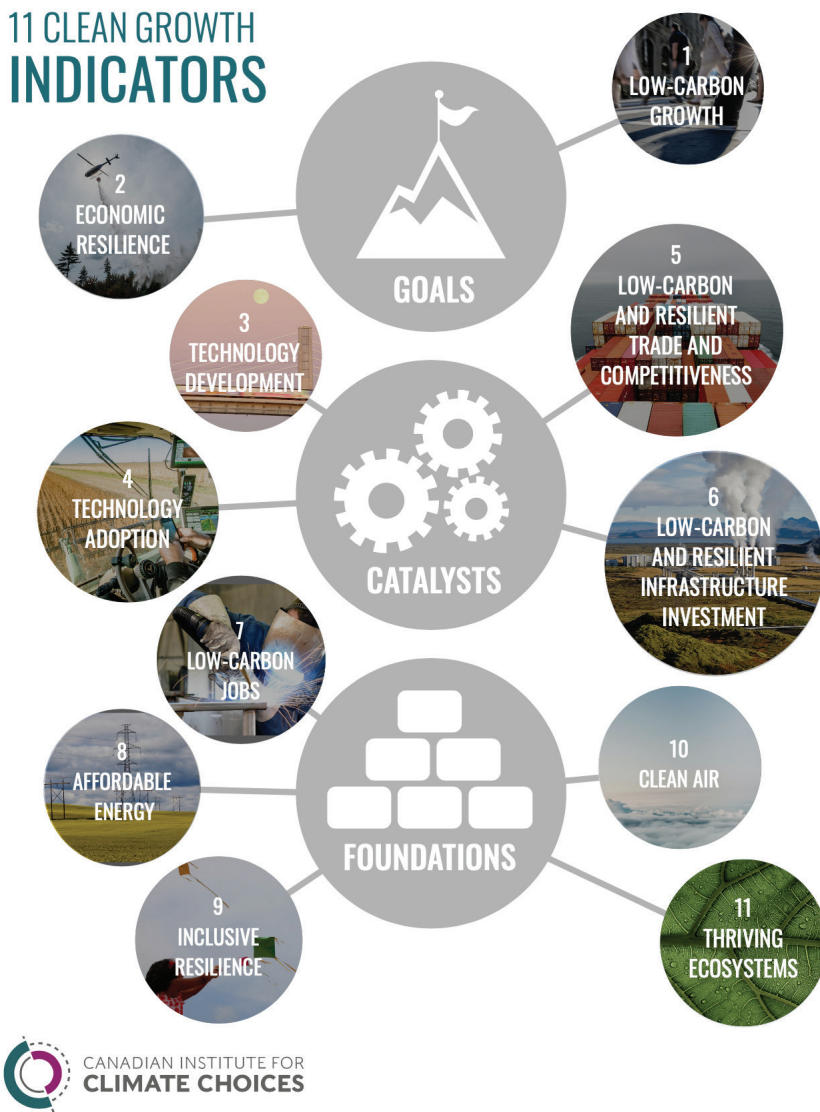 11 CLEAN GROWTH
INDICATORS
1
LOW-CARBON
GROWTH
2
ECONOMIC
RESILIENCE
GOALS
3
TECHNOLOGY
DEVELOPMENT
4
TECHNOLOGY
ADOPTION
5
LOW-CARBON
AND RESILIENT
TRADE AND
COMPETITIVENESS
6
LOW-CARBON
AND RESILIENT
INFRASTRUCTURE
INVESTMENT
CATALYSTS
7
LOW-CARBON
JOBS
8
AFFORDABLE
ENERGY
9
INCLUSIVE
RESILIENCE
10
CLEAN AIR
11
THRIVING
ECOSYSTEMS
FOUNDATIONS
CANADIAN INSTITUTE FOR
CLIMATE CHOICES